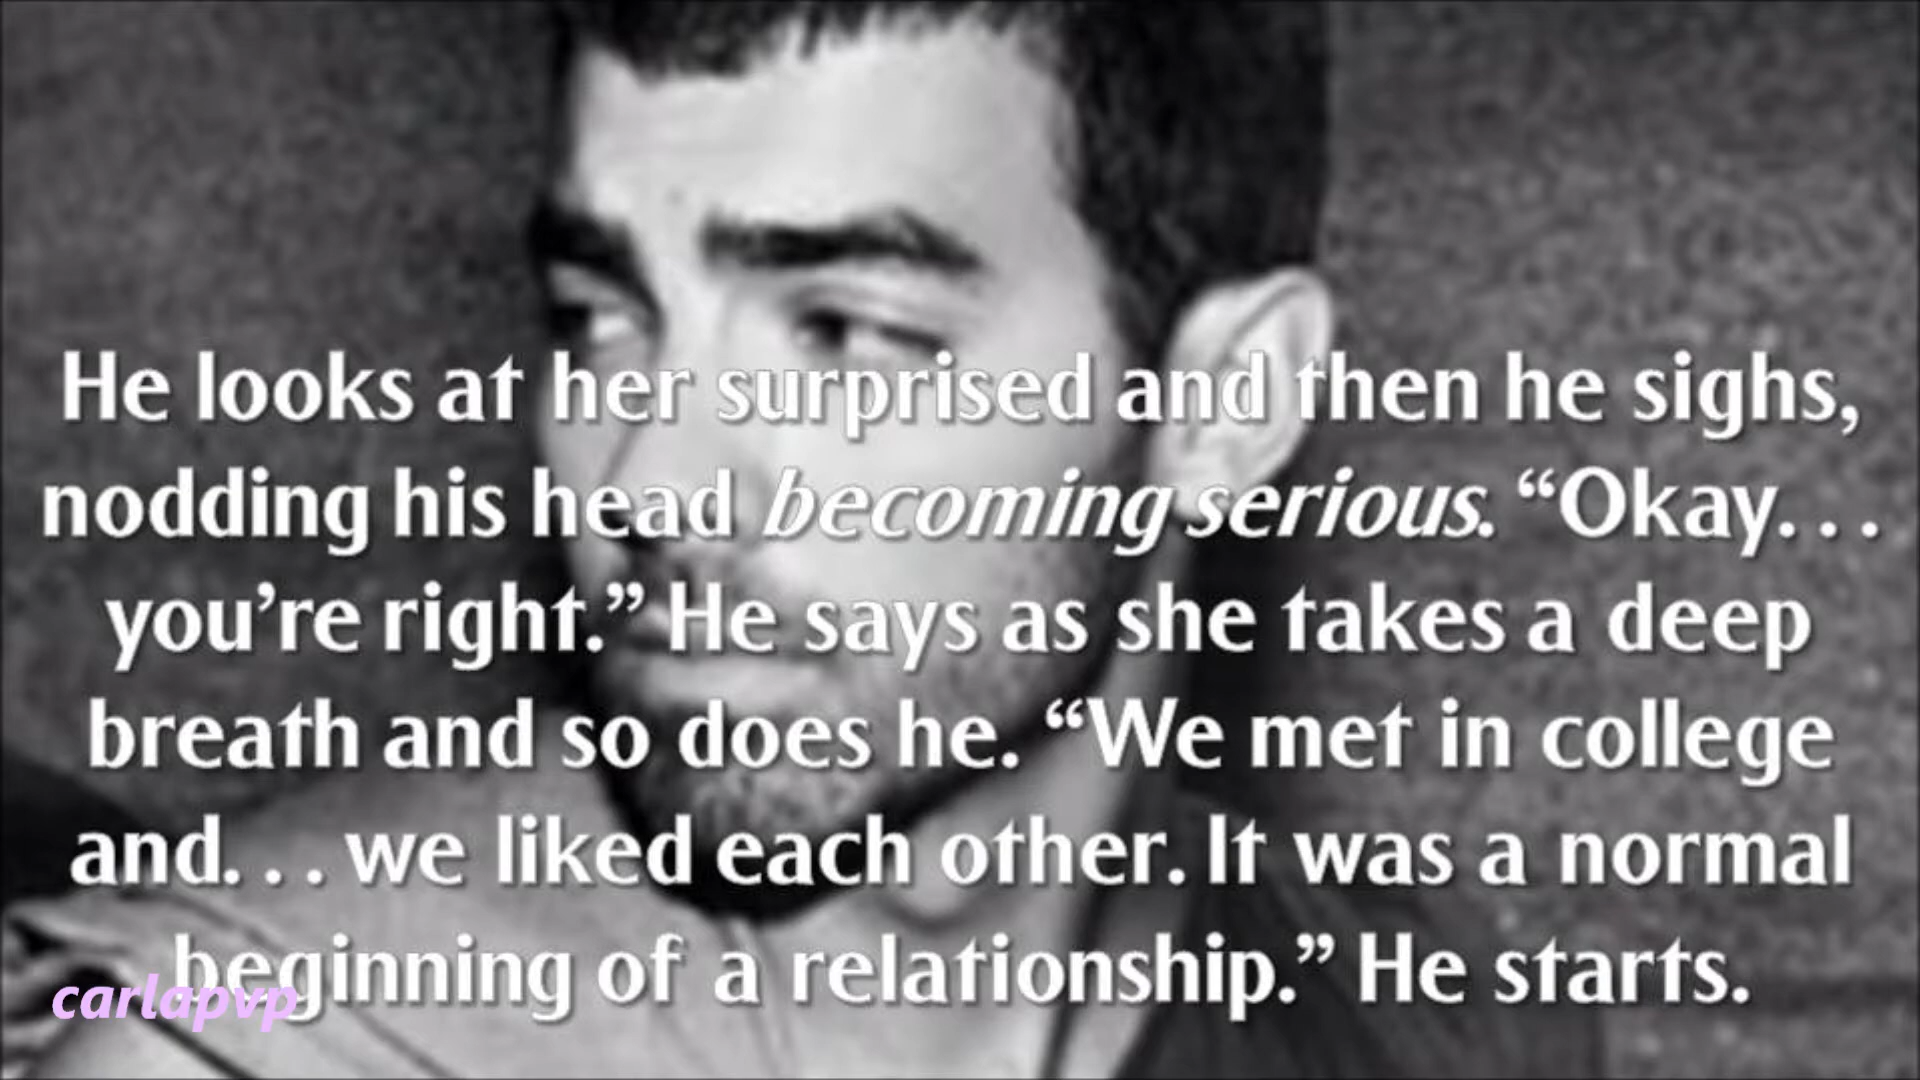 He looks at her surprised and then he sighs,
nodding his head becoming serious. “Okay. . .
you’re right.” He says as she takes a deep
breath and so does he. “We met in college
and. . . we liked each other. It was a normal
beginning of a relationship.” He starts.
carlapvp